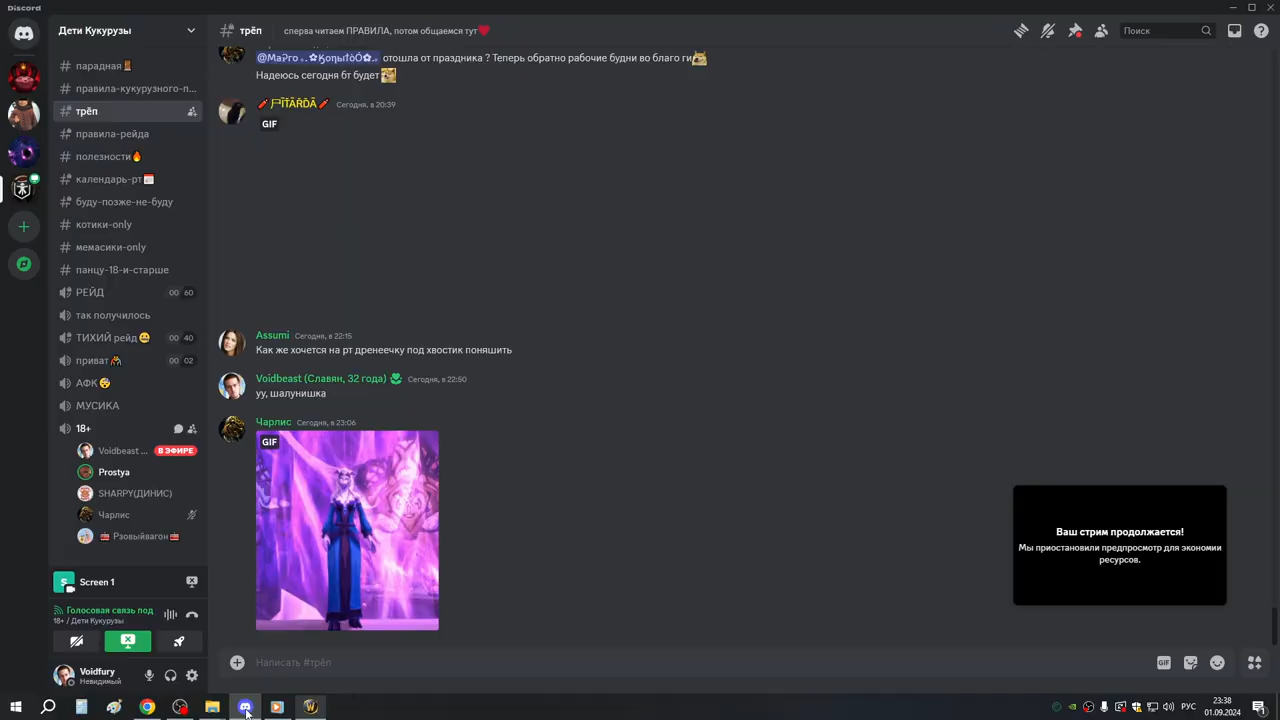 Discord
Дети Кукурузы
трёп
сперва читаем ПРАВИЛА, потом общаемся тут❤
Поиск
парадная
правила-кукурузного-п...
трёп
правила-рейда
полезности🔥
календарь-рт
буду-позже-не-буду
котики-only
мемасики-only
панцу-18-и-старше
РЕЙД
00 60
так получилось
ТИХИЙ рейд
00 40
приват
00 02
АФК
МУСИКА
18+
Voidbeast ...
В ЭФИРЕ
Prostya
SHARPY(ДИНИС)
Чарлис
Рзовыйвагон
S
Screen 1
Голосовая связь под
18+ / Дети Кукурузы
Voidfury
Невидимый
отошла от праздника ? Теперь обратно рабочие будни во благо ги
Надеюсь сегодня бт будет
Сегодня, в 20:39
GIF
Assumi Сегодня, в 22:15
Как же хочется на рт дренеечку под хвостик поняшить
Voidbeast (Славян, 32 года) Сегодня, в 22:50
уу, шалунишка
Чарлис Сегодня, в 23:06
GIF
Ваш стрим продолжается!
Мы приостановили предпросмотр для экономии
ресурсов.
Написать #трёп
GIF
РУС
23:38
01.09.2024